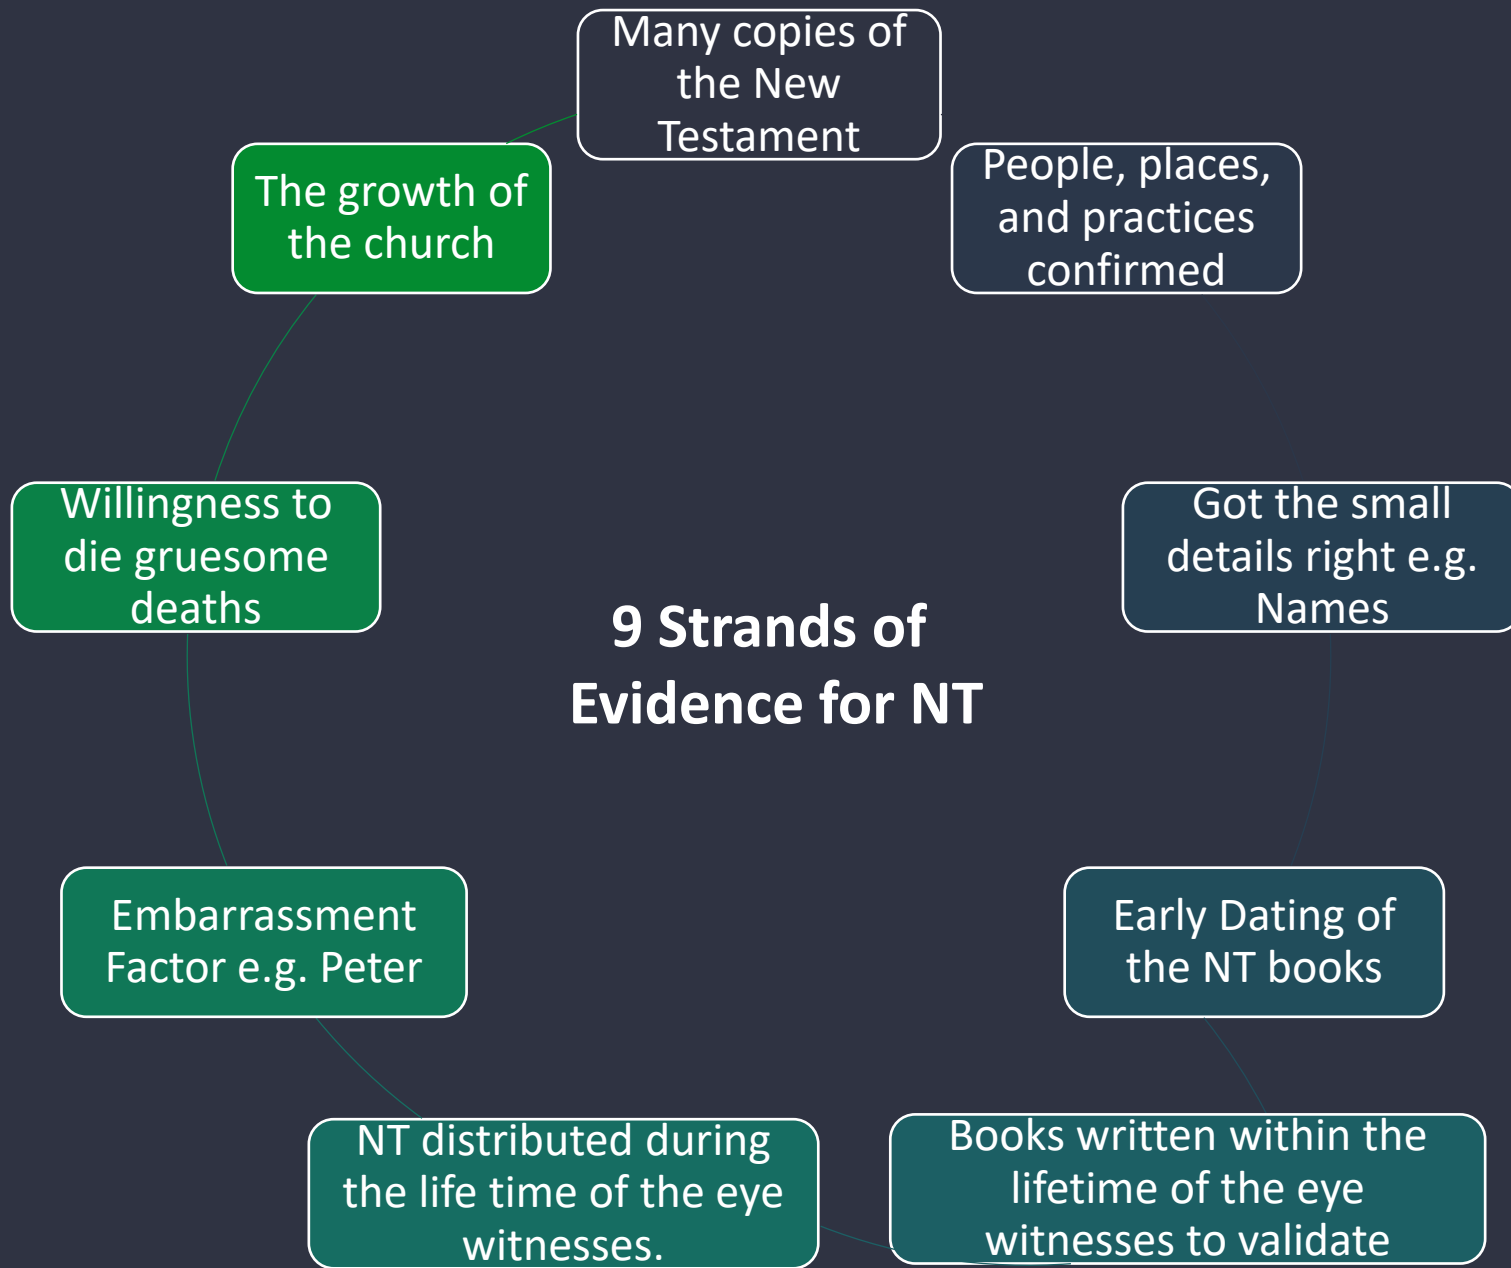 Many copies of
the New
Testament
People, places,
and practices
confirmed
Got the small
details right e.g.
Names
Early Dating of
the NT books
Books written within the
lifetime of the eye
witnesses to validate
NT distributed during
the life time of the eye
witnesses.
Embarrassment
Factor e.g. Peter
Willingness to
die gruesome
deaths
The growth of
the church
9 Strands of
Evidence for NT